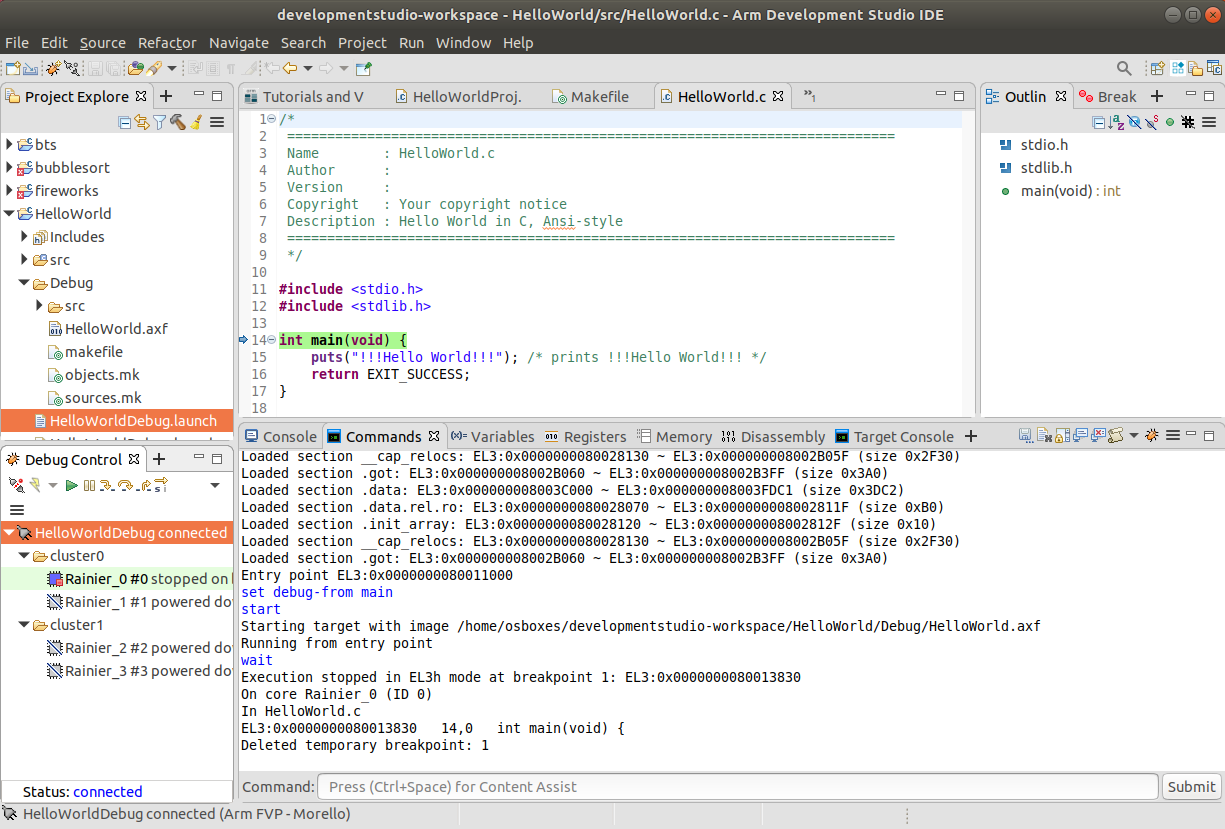 developmentstudio-workspace - HelloWorld/src/HelloWorld.c - Arm Development Studio IDE
File Edit Source Refactor Navigate Search Project Run Window Help
Project Explore
bts
bubblesort
fireworks
HelloWorld
Includes
src
Debug
src
HelloWorld.axf
makefile
objects.mk
sources.mk
HelloWorldDebug.launch
Tutorials and V HelloWorldProj. Makefile HelloWorld.c »1
1 /*
2 ============================================================================
3 Name : HelloWorld.c
4 Author :
5 Version :
6 Copyright : Your copyright notice
7 Description : Hello World in C, Ansi-style
8 ============================================================================
9 */
10
11 #include <stdio.h>
12 #include <stdlib.h>
13
14 int main(void) {
15 puts("!!!Hello World!!!"); /* prints !!!Hello World!!! */
16 return EXIT_SUCCESS;
17 }
18
Outlin Break
stdio.h
stdlib.h
main(void) : int
Debug Control
HelloWorldDebug connected
cluster0
Rainier_0 #0 stopped on
Rainier_1 #1 powered do
cluster1
Rainier_2 #2 powered do
Rainier_3 #3 powered do
Status: connected
Console Commands Variables Registers Memory Disassembly Target Console
Loaded section __cap_relocs: EL3:0x0000000080028130 ~ EL3:0x000000008002B05F (size 0x2F30)
Loaded section .got: EL3:0x000000008002B060 ~ EL3:0x000000008002B3FF (size 0x3A0)
Loaded section .data: EL3:0x000000008003C000 ~ EL3:0x000000008003FDC1 (size 0x3DC2)
Loaded section .data.rel.ro: EL3:0x0000000080028070 ~ EL3:0x000000008002811F (size 0xB0)
Loaded section .init_array: EL3:0x0000000080028120 ~ EL3:0x000000008002812F (size 0x10)
Loaded section __cap_relocs: EL3:0x0000000080028130 ~ EL3:0x000000008002B05F (size 0x2F30)
Loaded section .got: EL3:0x000000008002B060 ~ EL3:0x000000008002B3FF (size 0x3A0)
Entry point EL3:0x0000000080011000
set debug-from main
start
Starting target with image /home/osboxes/developmentstudio-workspace/HelloWorld/Debug/HelloWorld.axf
Running from entry point
wait
Execution stopped in EL3h mode at breakpoint 1: EL3:0x0000000080013830
On core Rainier_0 (ID 0)
In HelloWorld.c
EL3:0x0000000080013830 14,0 int main(void) {
Deleted temporary breakpoint: 1
Command: Press (Ctrl+Space) for Content Assist Submit
HelloWorldDebug connected (Arm FVP - Morello)